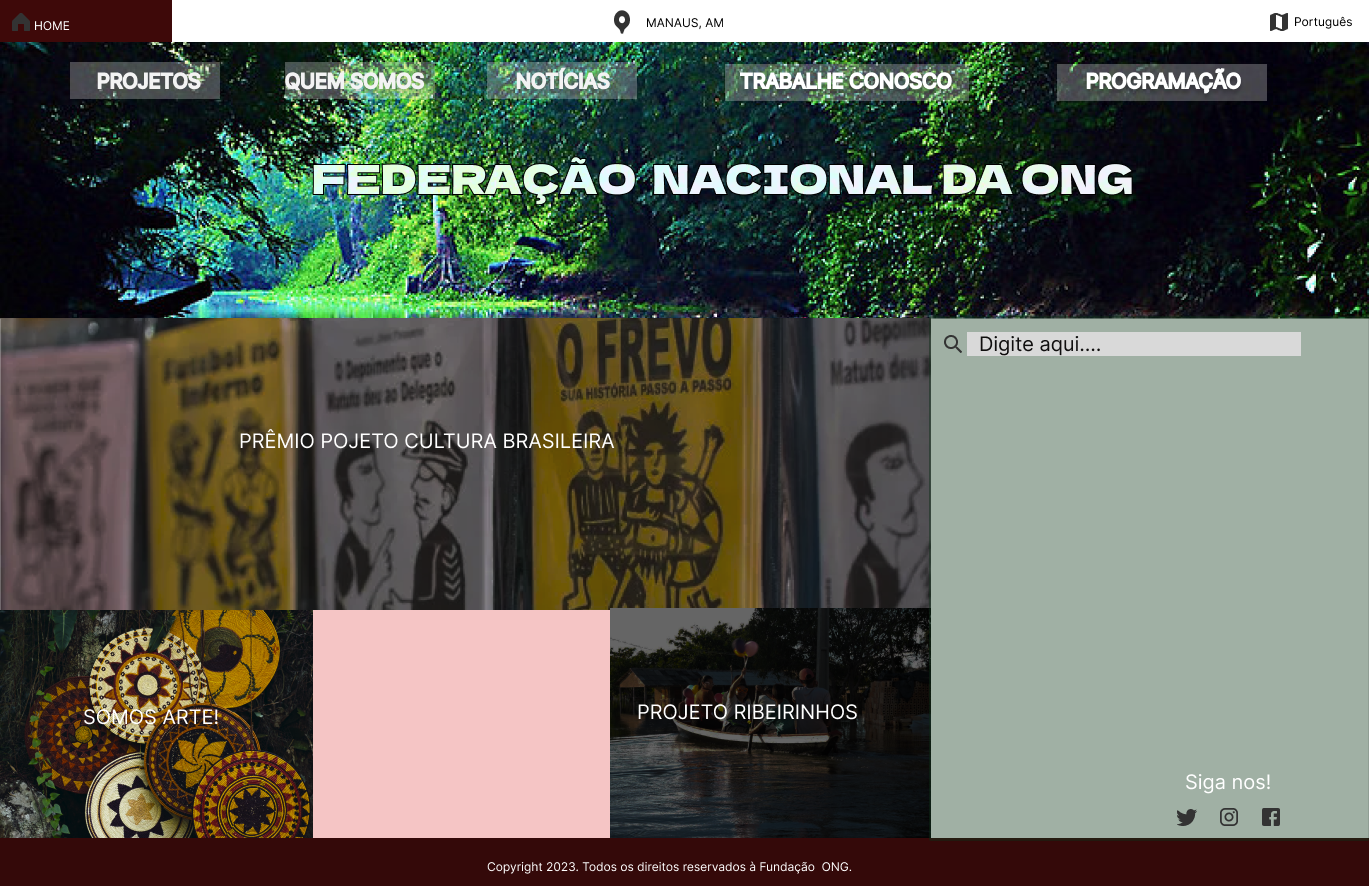 HOME
MANAUS, AM
Português
PROJETOS
QUEM SOMOS
NOTÍCIAS
TRABALHE CONOSCO
PROGRAMAÇÃO
FEDERAÇÃO NACIONAL DA ONG
Digite aqui....
Futebol no
Inferno
O Depoimento que o
Matuto deu ao Delegado
O FREVO
SUA HISTÓRIA PASSO A PASSO
O Depoime
Matuto deu a
PRÊMIO POJETO CULTURA BRASILEIRA
SOMOS ARTE!
PROJETO RIBEIRINHOS
Siga nos!
Copyright 2023. Todos os direitos reservados à Fundação ONG.